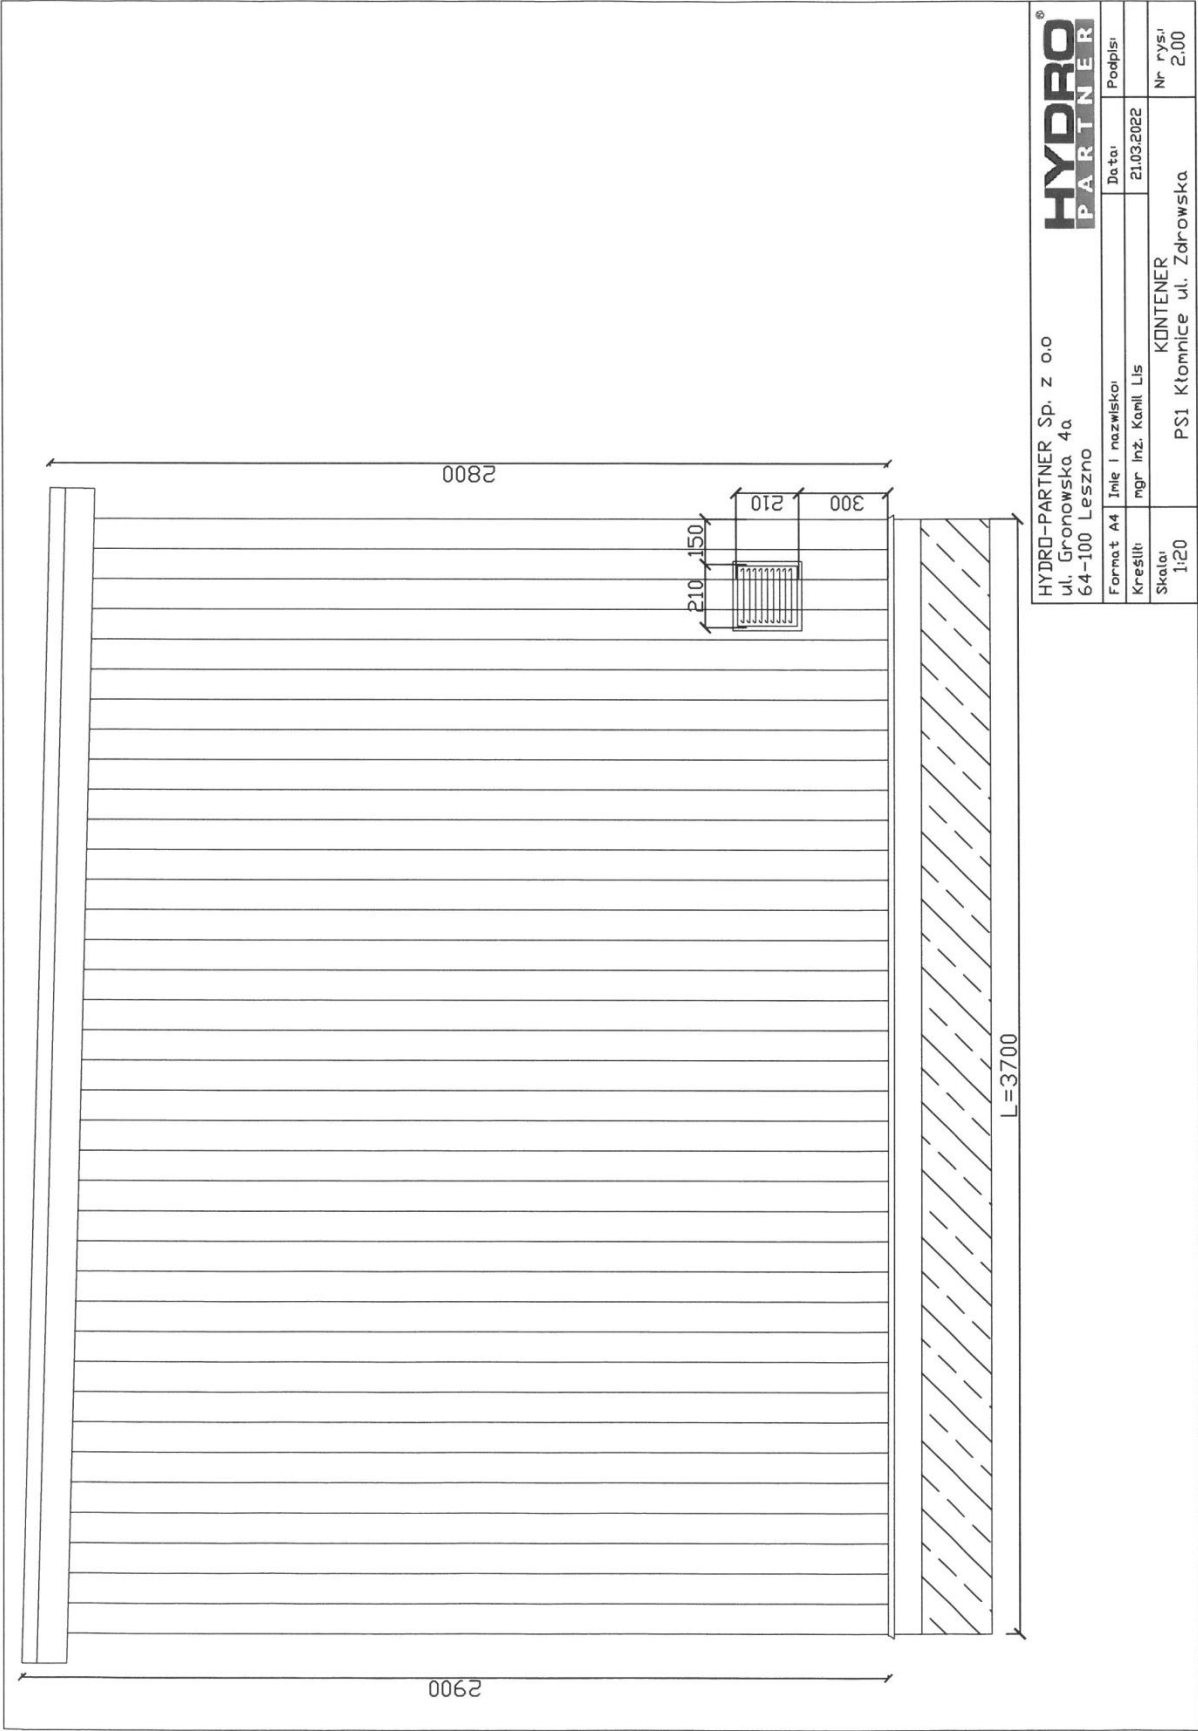 2800
2900
210
150
210
300
L=3700
HYDRO-PARTNER Sp. z o.o
ul. Gronowska 4a
64-100 Leszno
HYDRO®
PARTNER
Format A4 Imię i nazwisko: Data: Podpis:
Kreślił: mgr inż. Kamil Lis 21.03.2022
Skala: KONTENER Nr rys.:
1:20 PS1 Kłomnice ul. Zdrowska 2.00